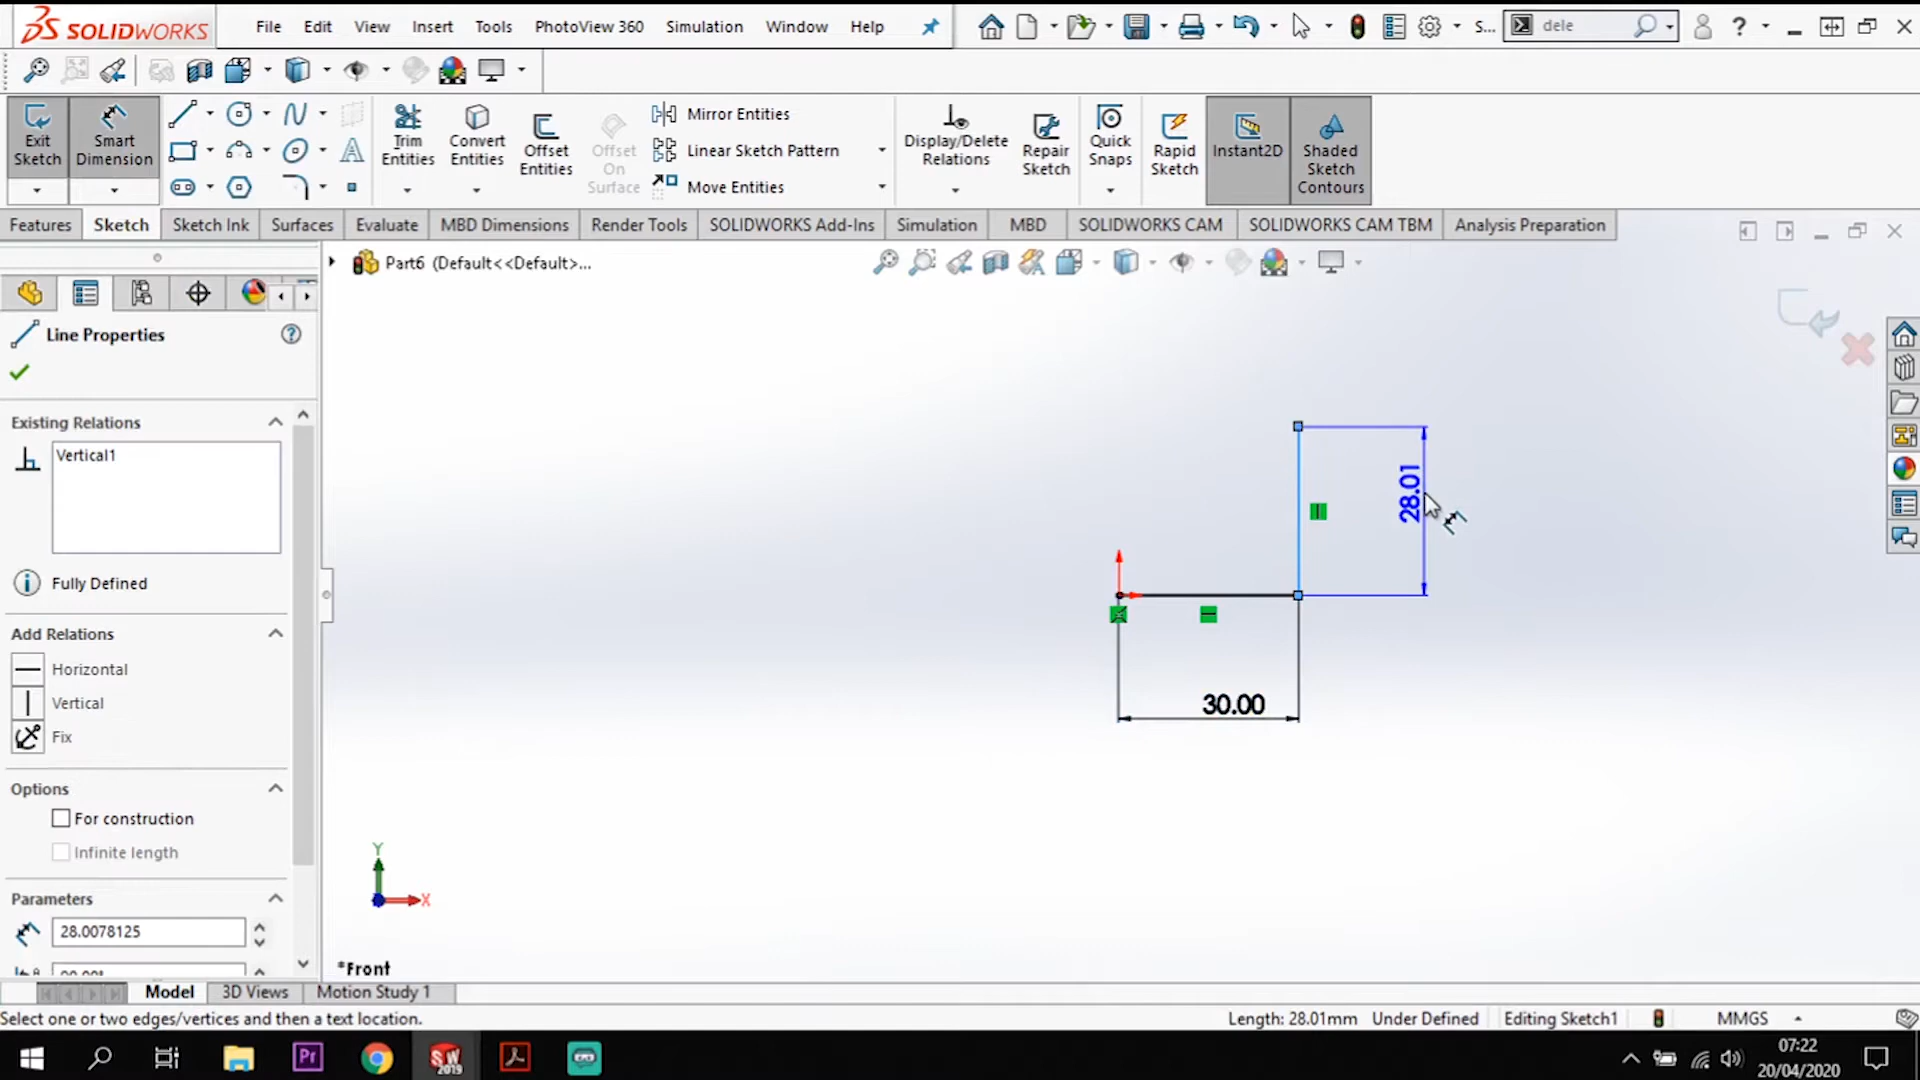 SOLIDWORKS File Edit View Insert Tools PhotoView 360 Simulation Window Help S... dele
Exit Sketch
Smart Dimension
Trim Entities
Convert Entities
Offset Entities
Offset On Surface
Mirror Entities
Linear Sketch Pattern
Move Entities
Display/Delete Relations
Repair Sketch
Quick Snaps
Rapid Sketch
Instant2D
Shaded Sketch Contours
Features Sketch Sketch Ink Surfaces Evaluate MBD Dimensions Render Tools SOLIDWORKS Add-Ins Simulation MBD SOLIDWORKS CAM SOLIDWORKS CAM TBM Analysis Preparation
Part6 (Default<<Default>...
Line Properties
Existing Relations
Vertical1
Fully Defined
Add Relations
Horizontal
Vertical
Fix
Options
For construction
Infinite length
Parameters
28.0078125
28.01
30.00
Y
X
*Front
Model 3D Views Motion Study 1
Select one or two edges/vertices and then a text location.
Length: 28.01mm Under Defined Editing Sketch1 MMGS
Pr
SW
2019
07:22
20/04/2020